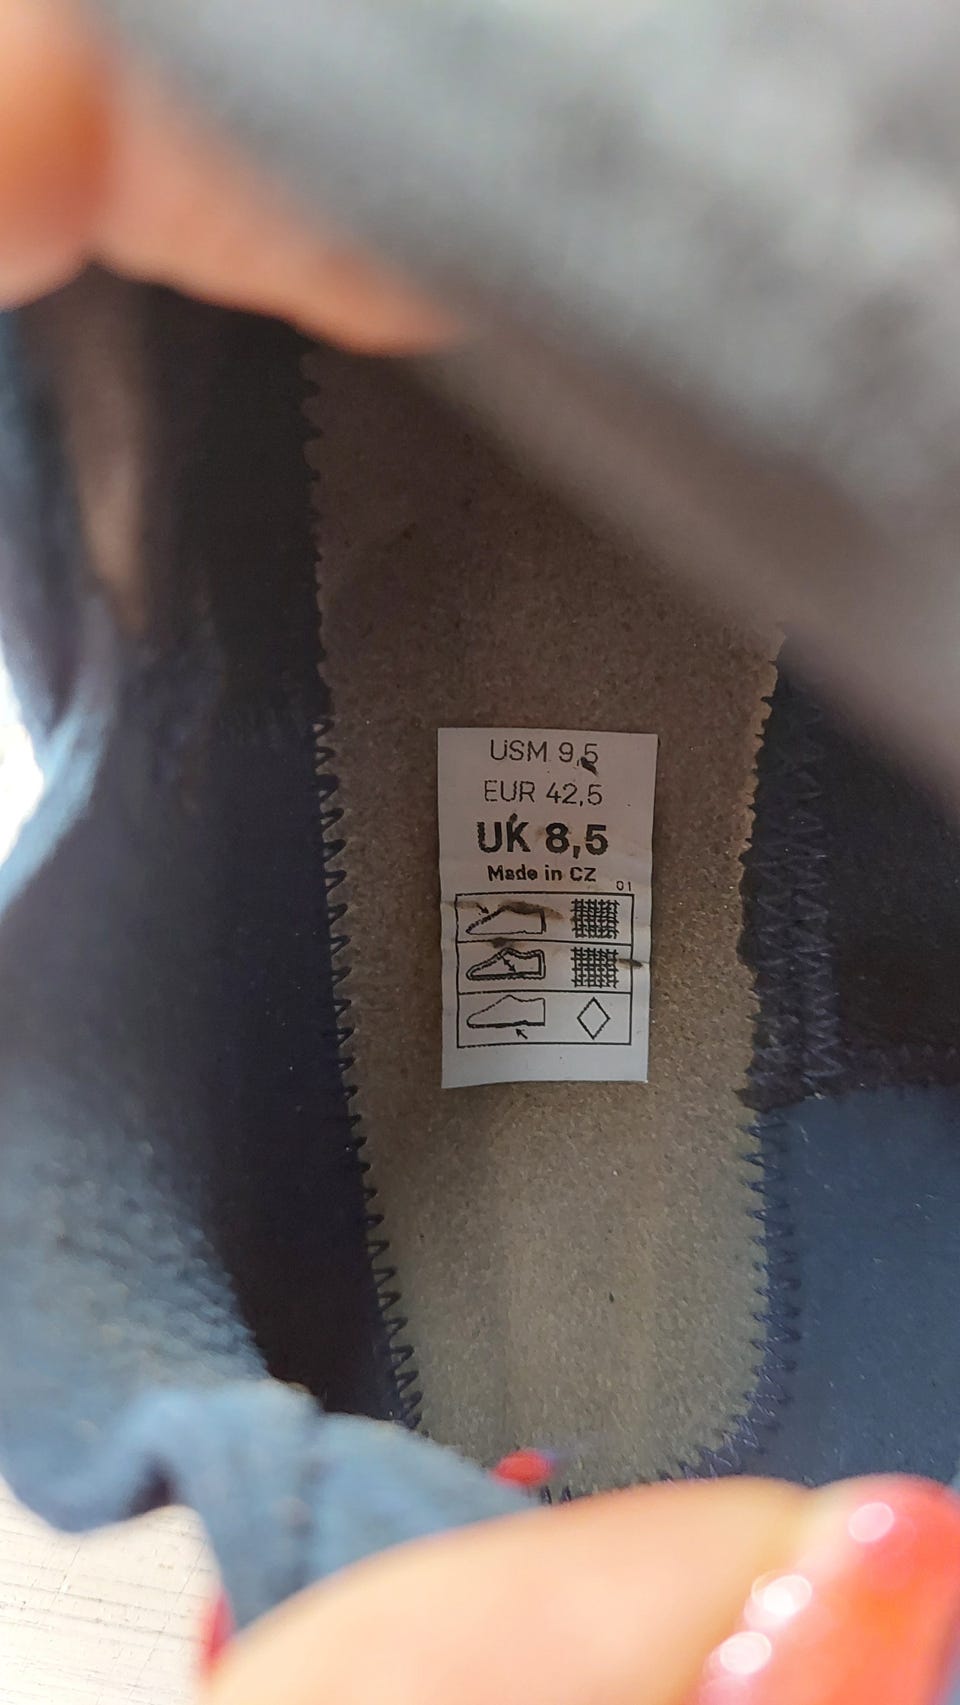 USM 9,5
EUR 42,5
UK 8,5
Made in CZ
01